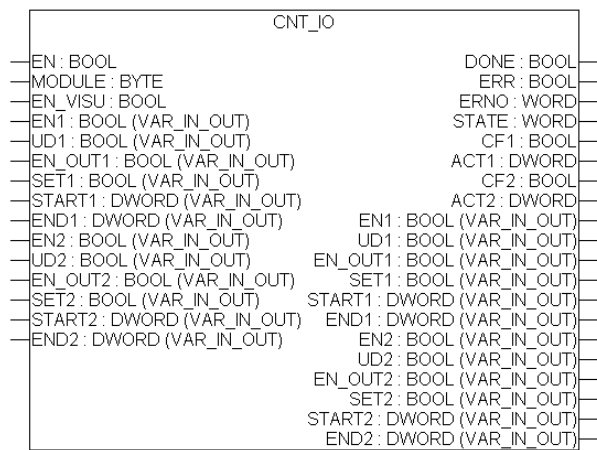 CNT_IO
EN : BOOL DONE : BOOL
MODULE : BYTE ERR : BOOL
EN_VISU : BOOL ERNO : WORD
EN1 : BOOL (VAR_IN_OUT) STATE : WORD
UD1 : BOOL (VAR_IN_OUT) CF1 : BOOL
EN_OUT1 : BOOL (VAR_IN_OUT) ACT1 : DWORD
SET1 : BOOL (VAR_IN_OUT) CF2 : BOOL
START1 : DWORD (VAR_IN_OUT) ACT2 : DWORD
END1 : DWORD (VAR_IN_OUT) EN1 : BOOL (VAR_IN_OUT)
EN2 : BOOL (VAR_IN_OUT) UD1 : BOOL (VAR_IN_OUT)
UD2 : BOOL (VAR_IN_OUT) EN_OUT1 : BOOL (VAR_IN_OUT)
EN_OUT2 : BOOL (VAR_IN_OUT) SET1 : BOOL (VAR_IN_OUT)
SET2 : BOOL (VAR_IN_OUT) START1 : DWORD (VAR_IN_OUT)
START2 : DWORD (VAR_IN_OUT) END1 : DWORD (VAR_IN_OUT)
END2 : DWORD (VAR_IN_OUT) EN2 : BOOL (VAR_IN_OUT)
UD2 : BOOL (VAR_IN_OUT)
EN_OUT2 : BOOL (VAR_IN_OUT)
SET2 : BOOL (VAR_IN_OUT)
START2 : DWORD (VAR_IN_OUT)
END2 : DWORD (VAR_IN_OUT)